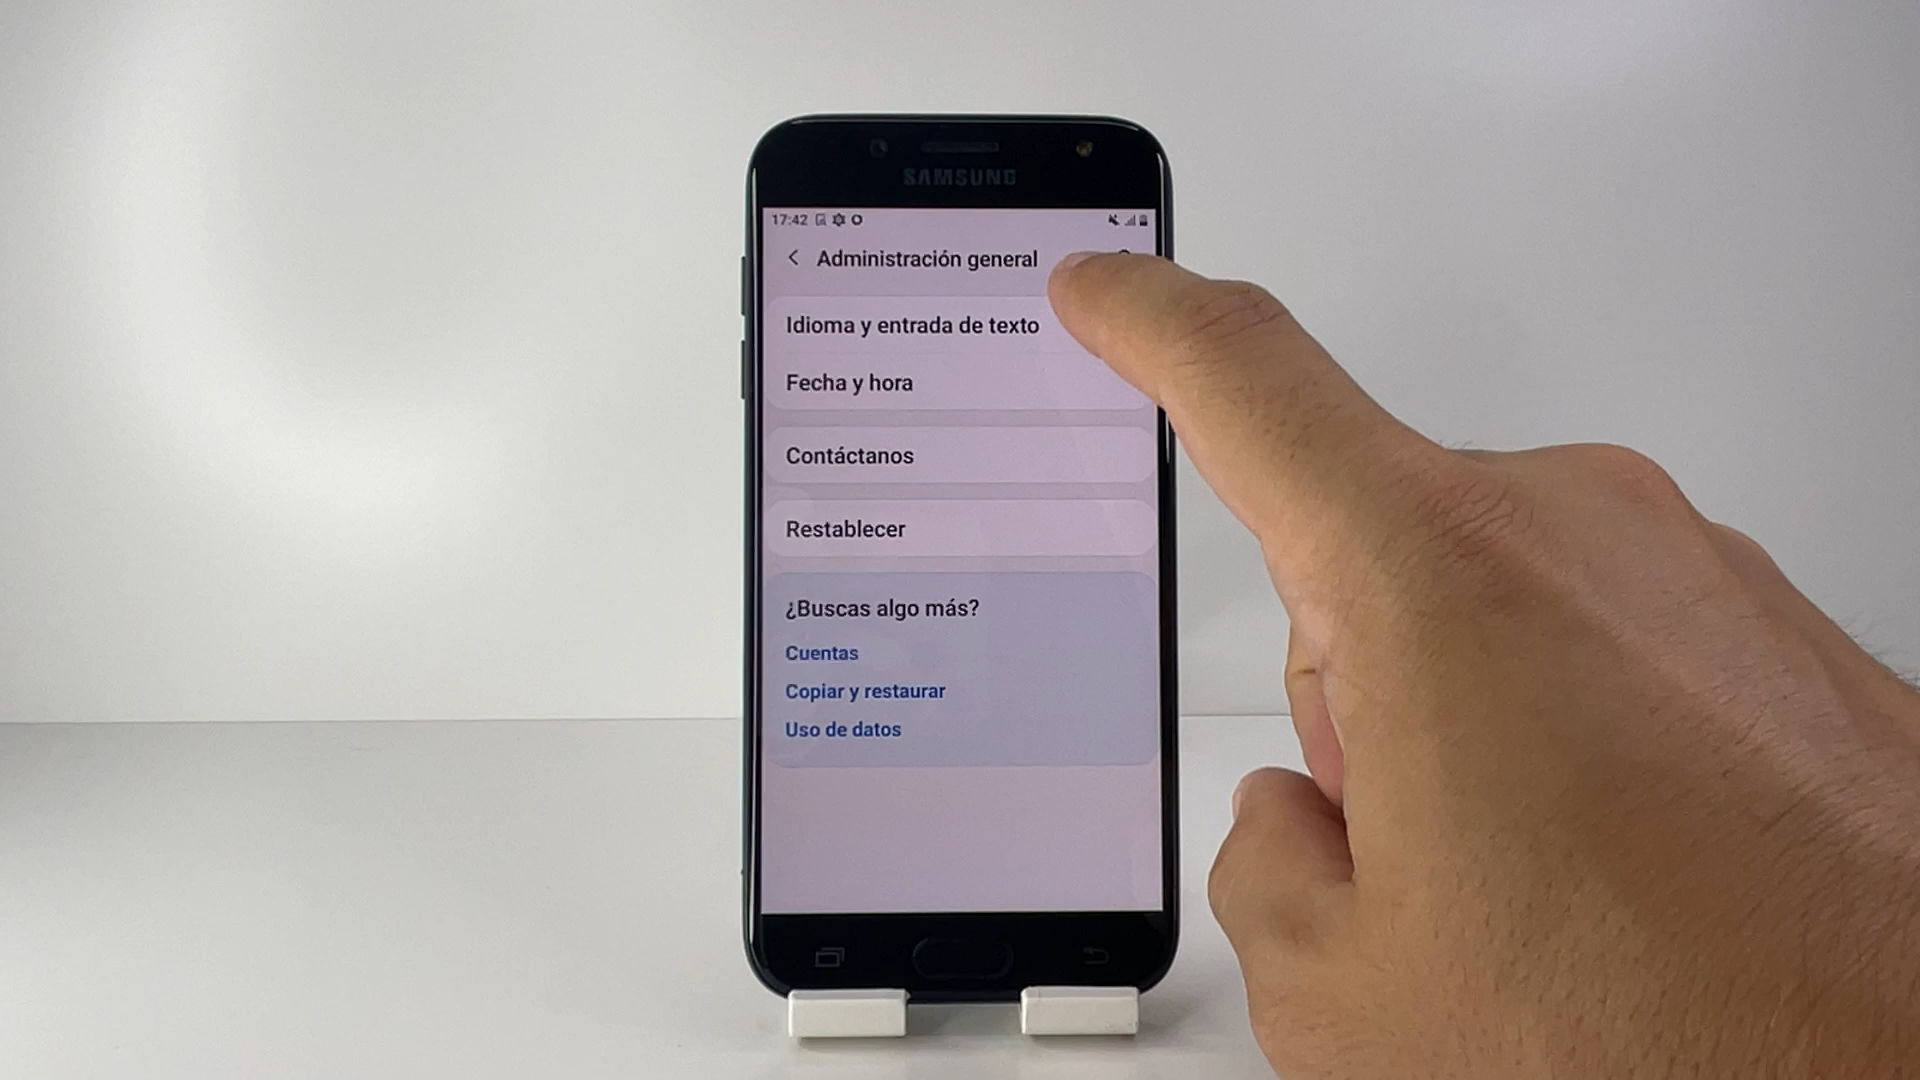 SAMSUNG
17:42
Administración general
Idioma y entrada de texto
Fecha y hora
Contáctanos
Restablecer
¿Buscas algo más?
Cuentas
Copiar y restaurar
Uso de datos